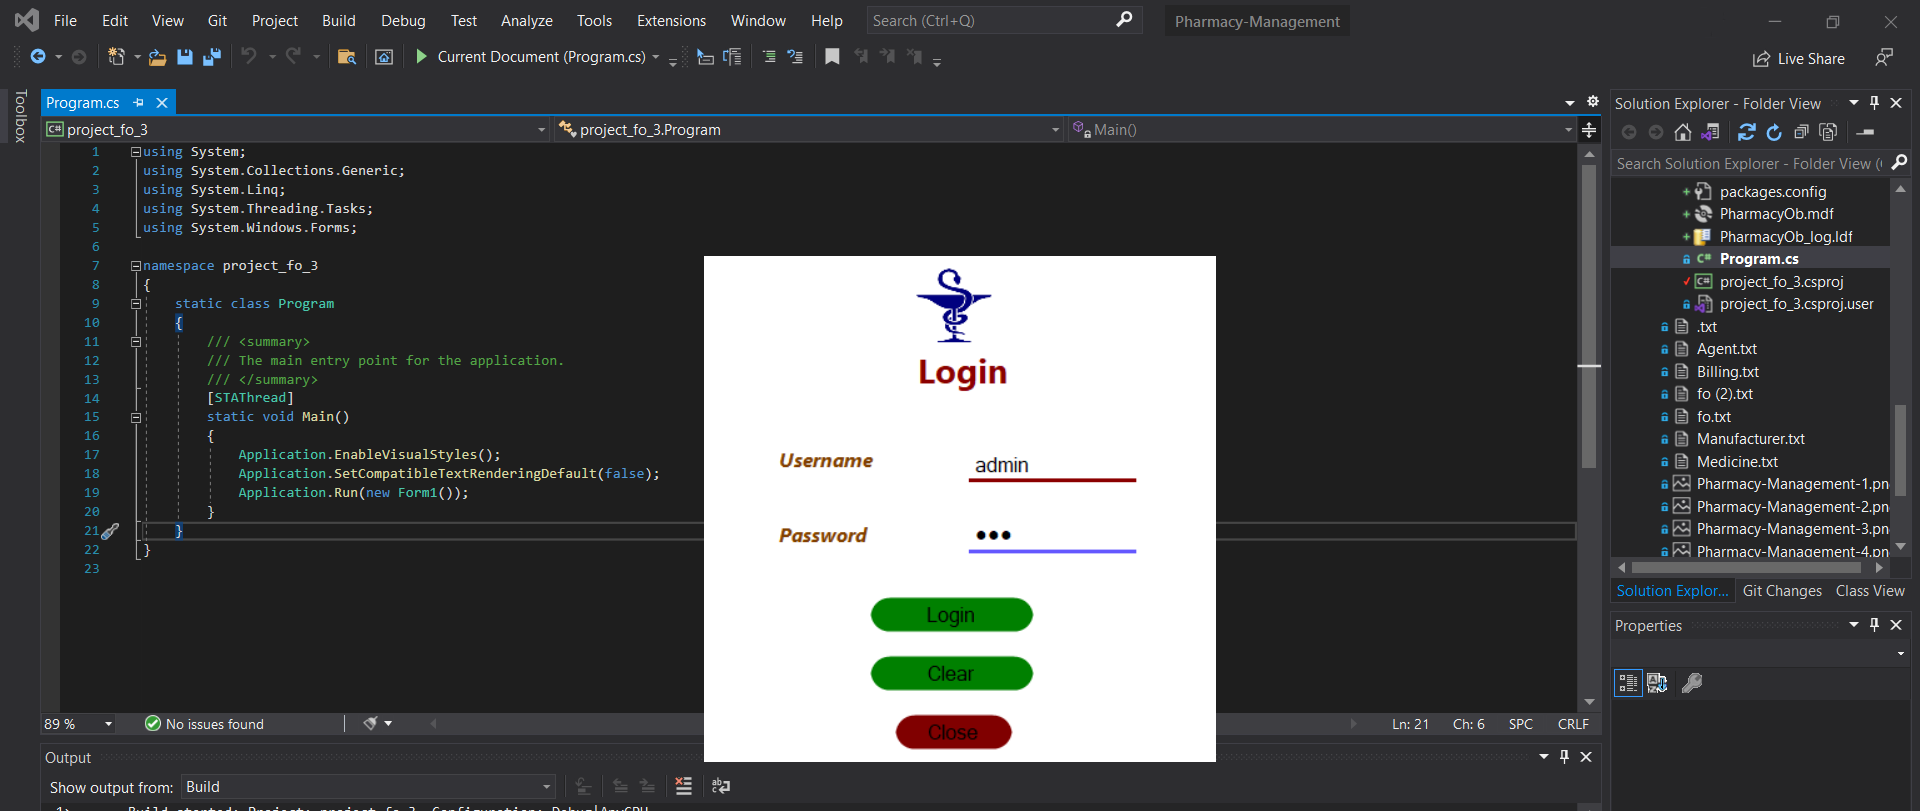 File Edit View Git Project Build Debug Test Analyze Tools Extensions Window Help Search (Ctrl+Q) Pharmacy-Management
Current Document (Program.cs) Live Share
Toolbox
Program.cs
project_fo_3 project_fo_3.Program Main()
1 using System;
2 using System.Collections.Generic;
3 using System.Linq;
4 using System.Threading.Tasks;
5 using System.Windows.Forms;
6
7 namespace project_fo_3
8 {
9 static class Program
10 {
11 /// <summary>
12 /// The main entry point for the application.
13 /// </summary>
14 [STAThread]
15 static void Main()
16 {
17 Application.EnableVisualStyles();
18 Application.SetCompatibleTextRenderingDefault(false);
19 Application.Run(new Form1());
20 }
21 }
22 }
23
Login
Username admin
Password
Login
Clear
Close
89 % No issues found Ln: 21 Ch: 6 SPC CRLF
Output
Show output from: Build
1> Build started: Project: project_fo_3, Configuration: Debug|AnyCPU
Solution Explorer - Folder View
Search Solution Explorer - Folder View (
packages.config
PharmacyOb.mdf
PharmacyOb_log.ldf
Program.cs
project_fo_3.csproj
project_fo_3.csproj.user
.txt
Agent.txt
Billing.txt
fo (2).txt
fo.txt
Manufacturer.txt
Medicine.txt
Pharmacy-Management-1.pn
Pharmacy-Management-2.pn
Pharmacy-Management-3.pn
Pharmacy-Management-4.pn
Solution Explor... Git Changes Class View
Properties